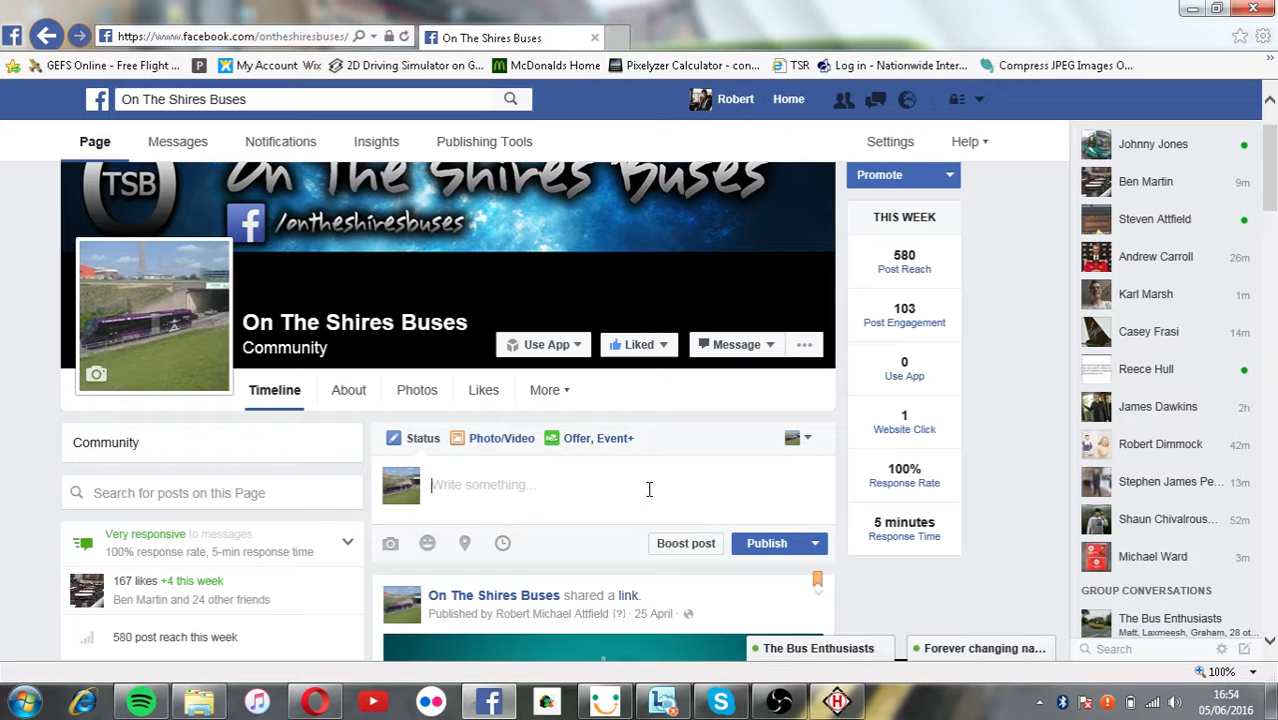 https://www.facebook.com/ontheshiresbuses/
On The Shires Buses
GEFS Online - Free Flight ...
P
My Account
Wix
2D Driving Simulator on G...
McDonalds Home
Pixelyzer Calculator - con...
TSR
Log in - Nationwide Inter...
Compress JPEG Images O...
On The Shires Buses
Robert
Home
Page
Messages
Notifications
Insights
Publishing Tools
Settings
Help
TSB
On The Shires Buses
/ontheshiresbuses
On The Shires Buses
Community
Use App
Liked
Message
Timeline
About
Photos
Likes
More
Promote
THIS WEEK
580
Post Reach
103
Post Engagement
0
Use App
1
Website Click
100%
Response Rate
5 minutes
Response Time
Community
Search for posts on this Page
Very responsive to messages
100% response rate, 5-min response time
167 likes +4 this week
Ben Martin and 24 other friends
580 post reach this week
Status
Photo/Video
Offer, Event+
Write something...
Boost post
Publish
On The Shires Buses shared a link.
Published by Robert Michael Attfield [?] · 25 April ·
Johnny Jones
Ben Martin 9m
Steven Attfield
Andrew Carroll 26m
Karl Marsh 1m
Casey Frasi 14m
Reece Hull
James Dawkins 2h
Robert Dimmock 42m
Stephen James Pe... 13m
Shaun Chivalrous... 52m
Michael Ward 3m
GROUP CONVERSATIONS
The Bus Enthusiasts
Matt, Laxmeesh, Graham, 28 ot...
Search
The Bus Enthusiasts
Forever changing na...
100%
16:54
05/06/2016